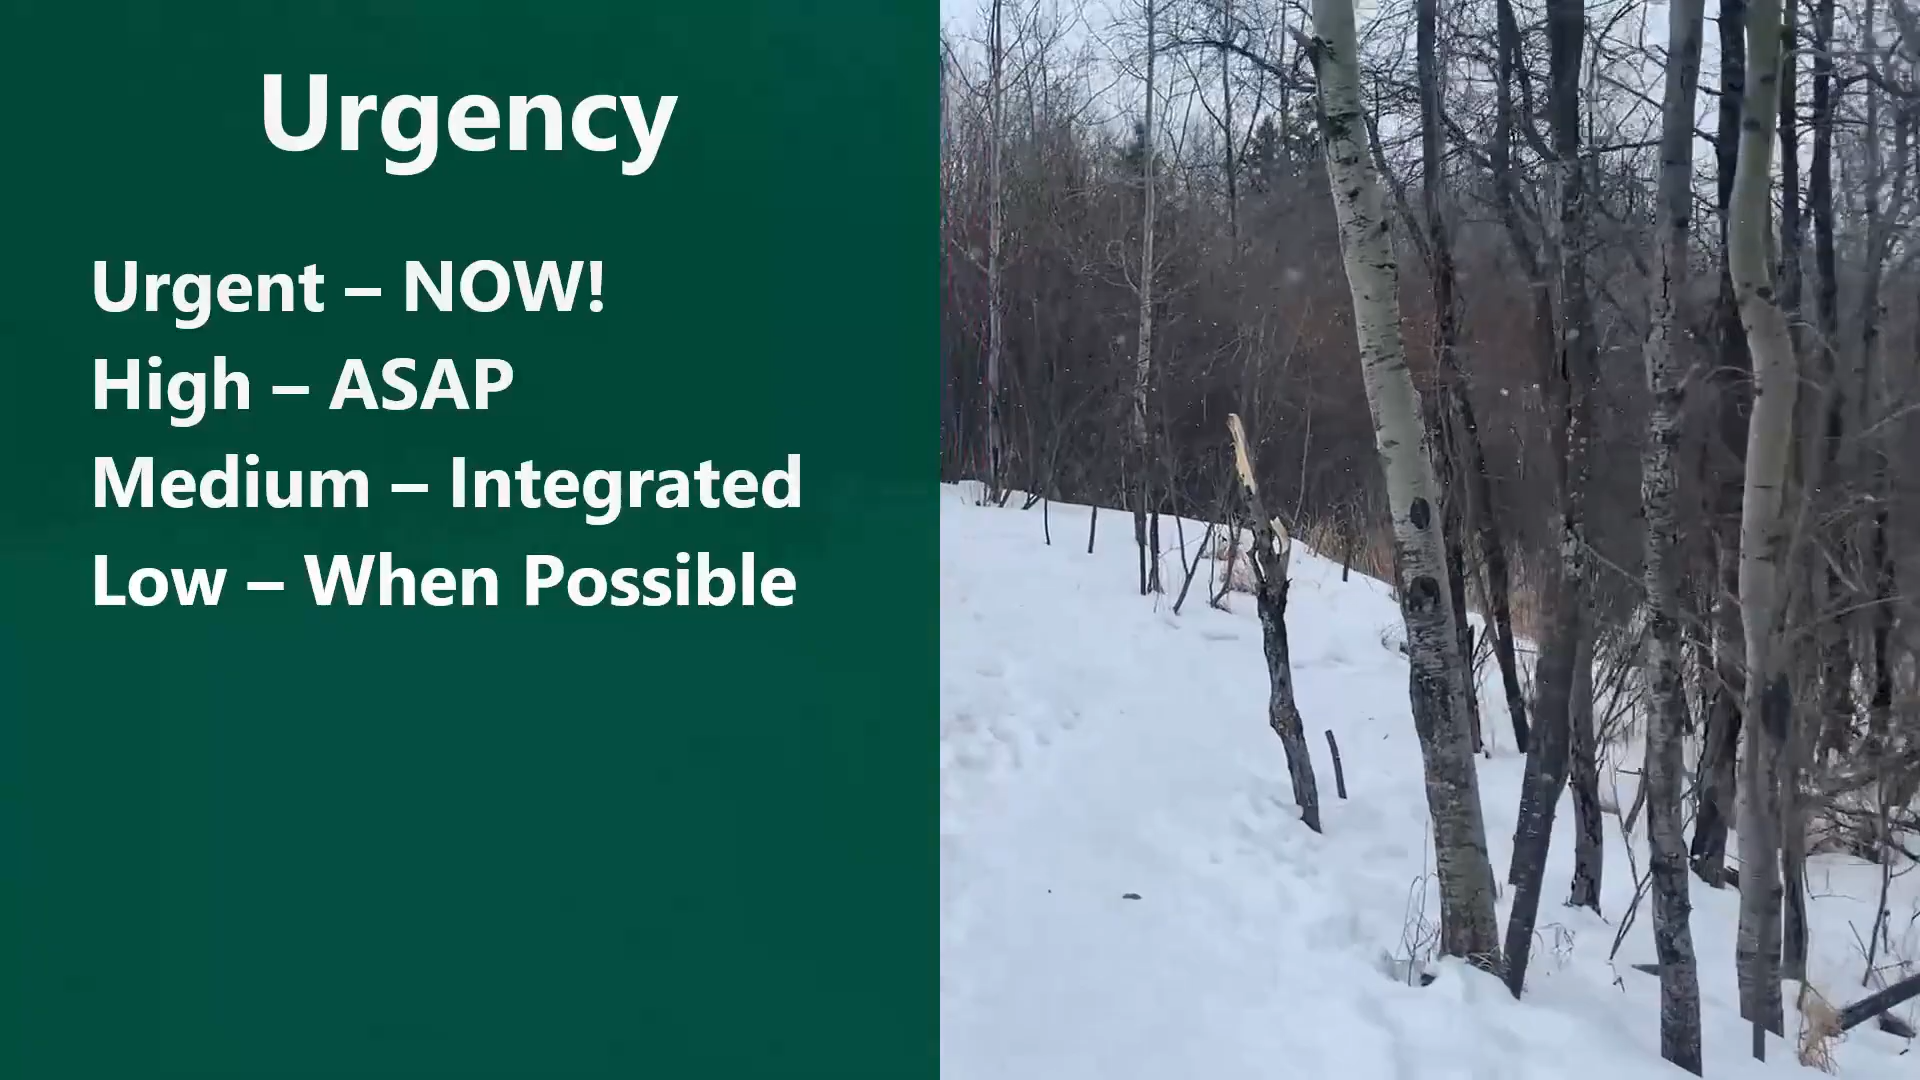 Urgency
Urgent – NOW!
High – ASAP
Medium – Integrated
Low – When Possible